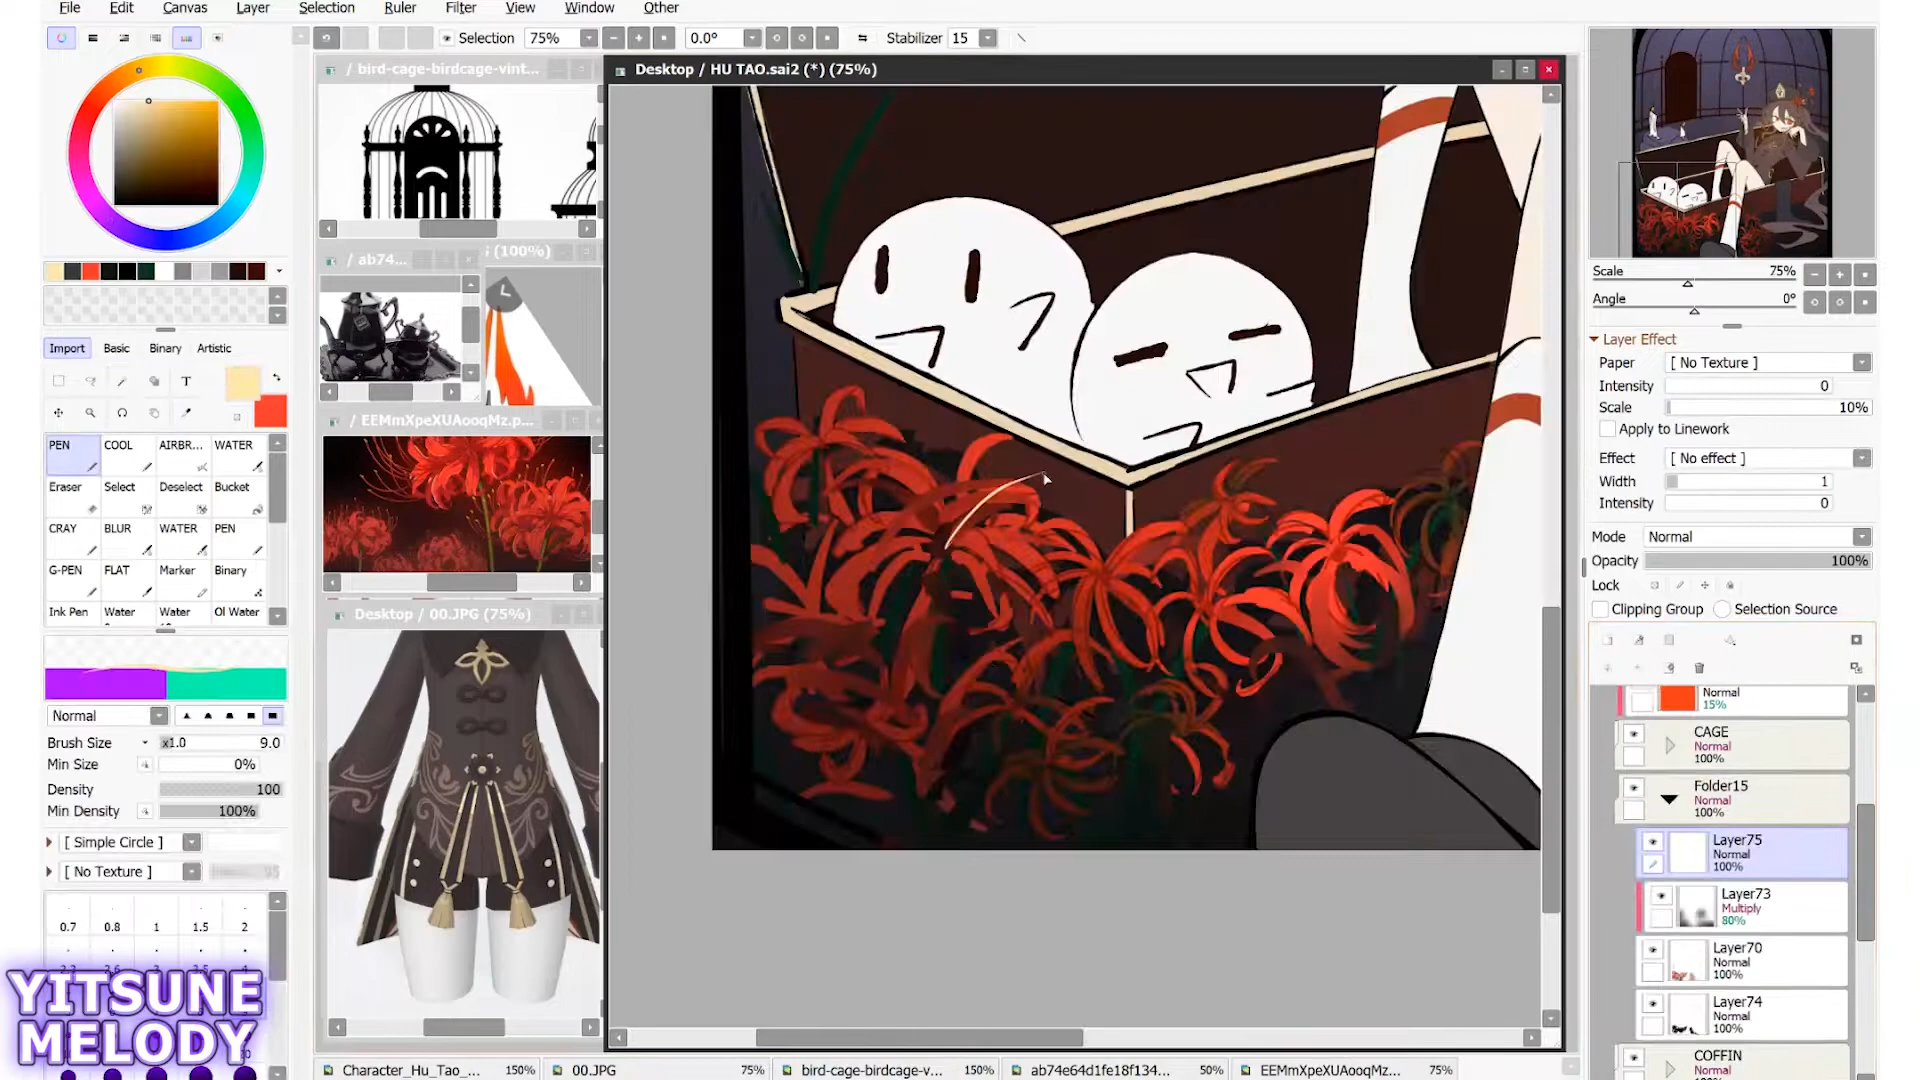 File Edit Canvas Layer Selection Ruler Filter View Window Other
Selection 75% 0.0° Stabilizer 15
/ bird-cage-birdcage-vint...
Desktop / HU TAO.sai2 (*) (75%)
/ ab74...
(100%)
/ EEMmXpeXUAooqMz.p...
Desktop / 00.JPG (75%)
Import Basic Binary Artistic
T
PEN COOL AIRBR... WATER
Eraser Select Deselect Bucket
CRAY BLUR WATER PEN
G-PEN FLAT Marker Binary
Ink Pen Water Water Ol Water
Normal
Brush Size x1.0 9.0
Min Size 0%
Density 100
Min Density 100%
[ Simple Circle ]
[ No Texture ]
0.7 0.8 1 1.5 2
YITSUNE
MELODY
Scale 75%
Angle 0°
Layer Effect
Paper [ No Texture ]
Intensity 0
Scale 10%
Apply to Linework
Effect [ No effect ]
Width 1
Intensity 0
Mode Normal
Opacity 100%
Lock
Clipping Group Selection Source
Normal
15%
CAGE
Normal
100%
Folder15
Normal
100%
Layer75
Normal
100%
Layer73
Multiply
80%
Layer70
Normal
100%
Layer74
Normal
100%
COFFIN
Normal
Character_Hu_Tao_... 150% 00.JPG 75% bird-cage-birdcage-v... 150% ab74e64d1fe18f134... 50% EEMmXpeXUAooqMz... 75%